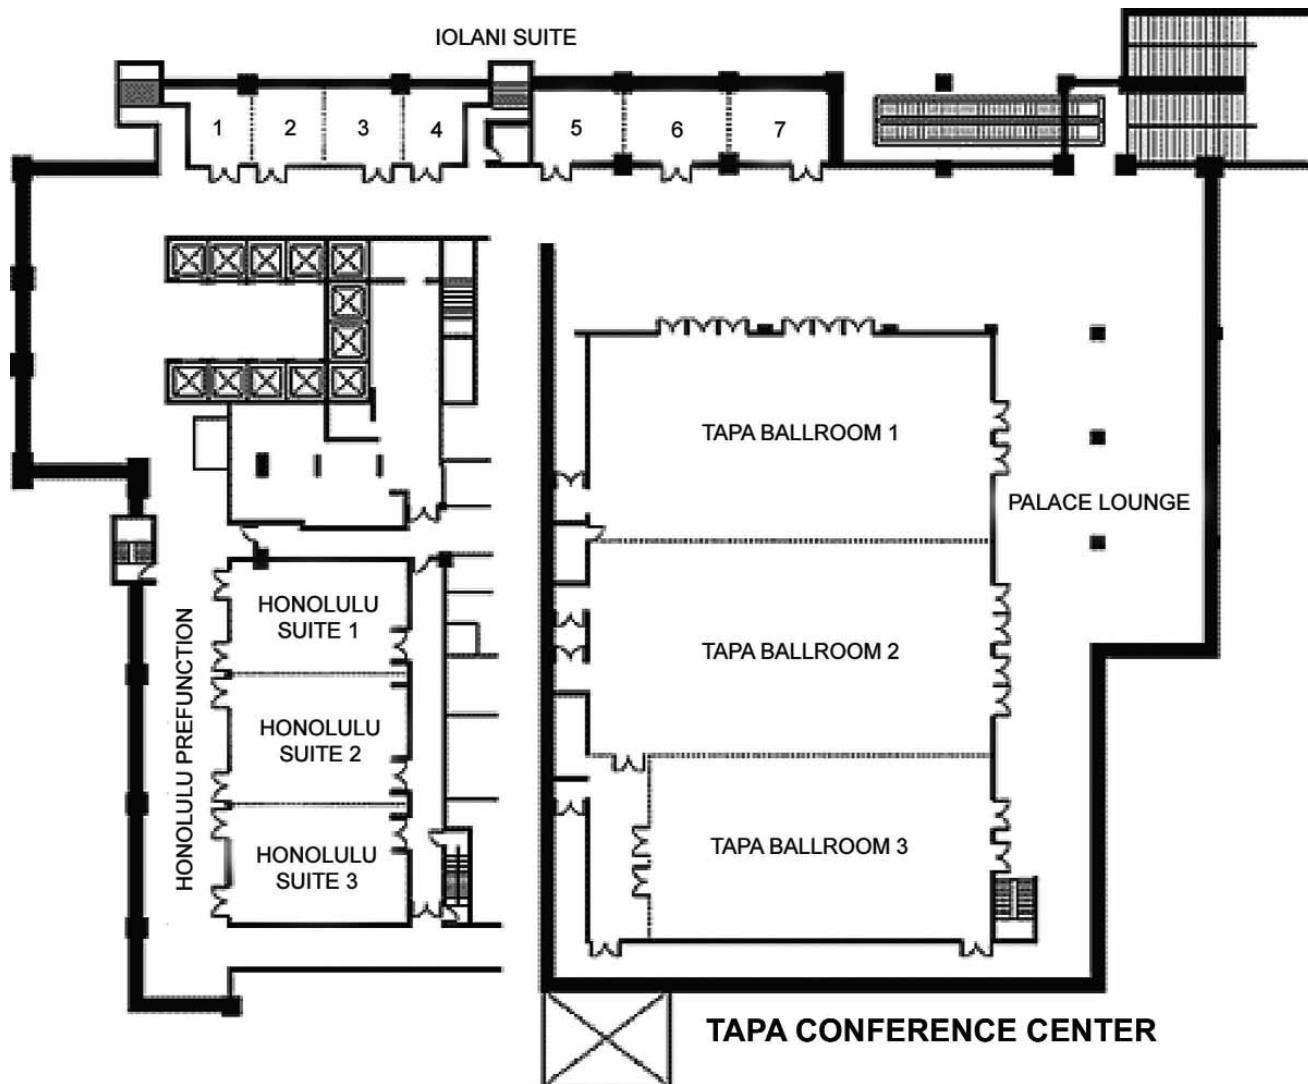 IOLANI SUITE
1
2
3
4
5
6
7
TAPA BALLROOM 1
PALACE LOUNGE
HONOLULU
SUITE 1
TAPA BALLROOM 2
HONOLULU PREFUNCTION
HONOLULU
SUITE 2
HONOLULU
SUITE 3
TAPA BALLROOM 3
TAPA CONFERENCE CENTER